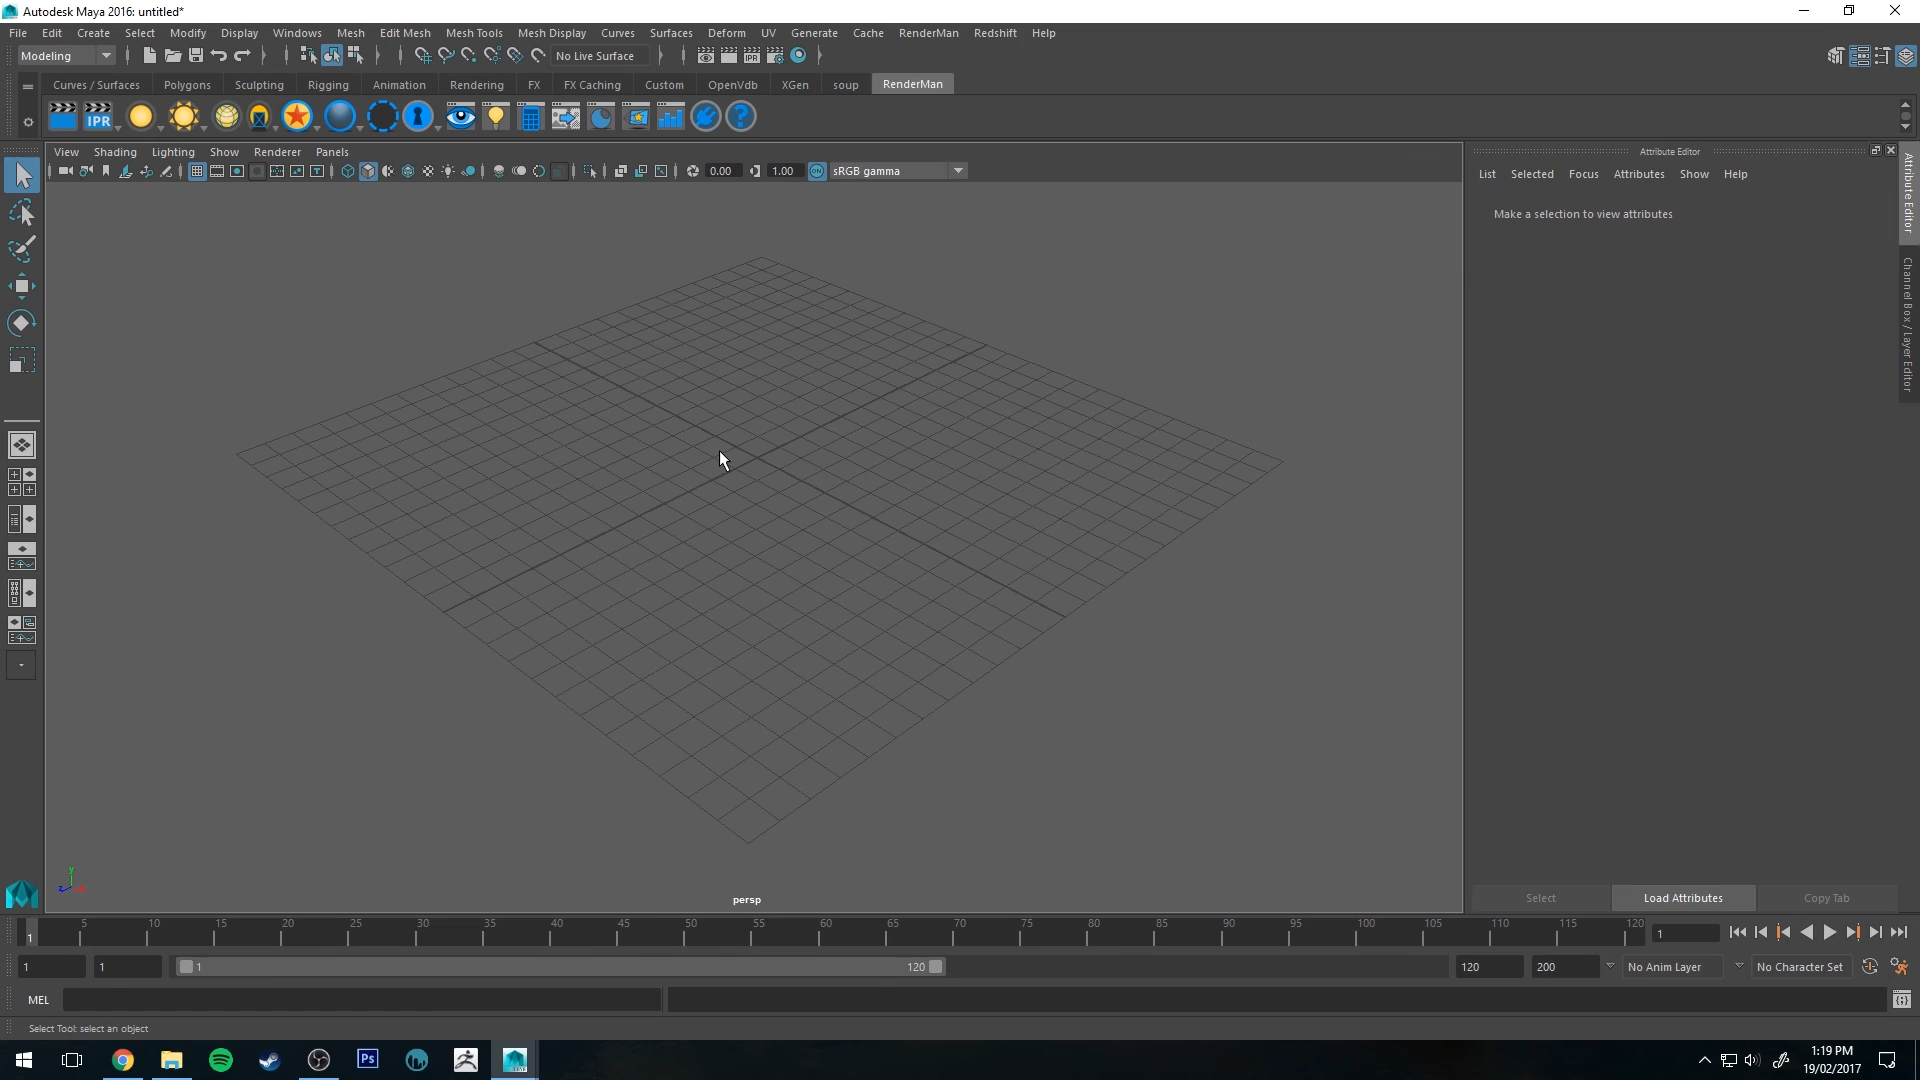 Autodesk Maya 2016: untitled*
File Edit Create Select Modify Display Windows Mesh Edit Mesh Mesh Tools Mesh Display Curves Surfaces Deform UV Generate Cache RenderMan Redshift Help
Modeling No Live Surface IPR
Curves / Surfaces Polygons Sculpting Rigging Animation Rendering FX FX Caching Custom OpenVdb XGen soup RenderMan
IPR ?
View Shading Lighting Show Renderer Panels
0.00 1.00 ON sRGB gamma
Attribute Editor
List Selected Focus Attributes Show Help
Make a selection to view attributes
Attribute Editor
Channel Box / Layer Editor
y
z
persp
Select Load Attributes Copy Tab
5 10 15 20 25 30 35 40 45 50 55 60 65 70 75 80 85 90 95 100 105 110 115 120
1 1
1 1 1 120 120 200 No Anim Layer No Character Set
MEL
Select Tool: select an object
Ps
1:19 PM
19/02/2017